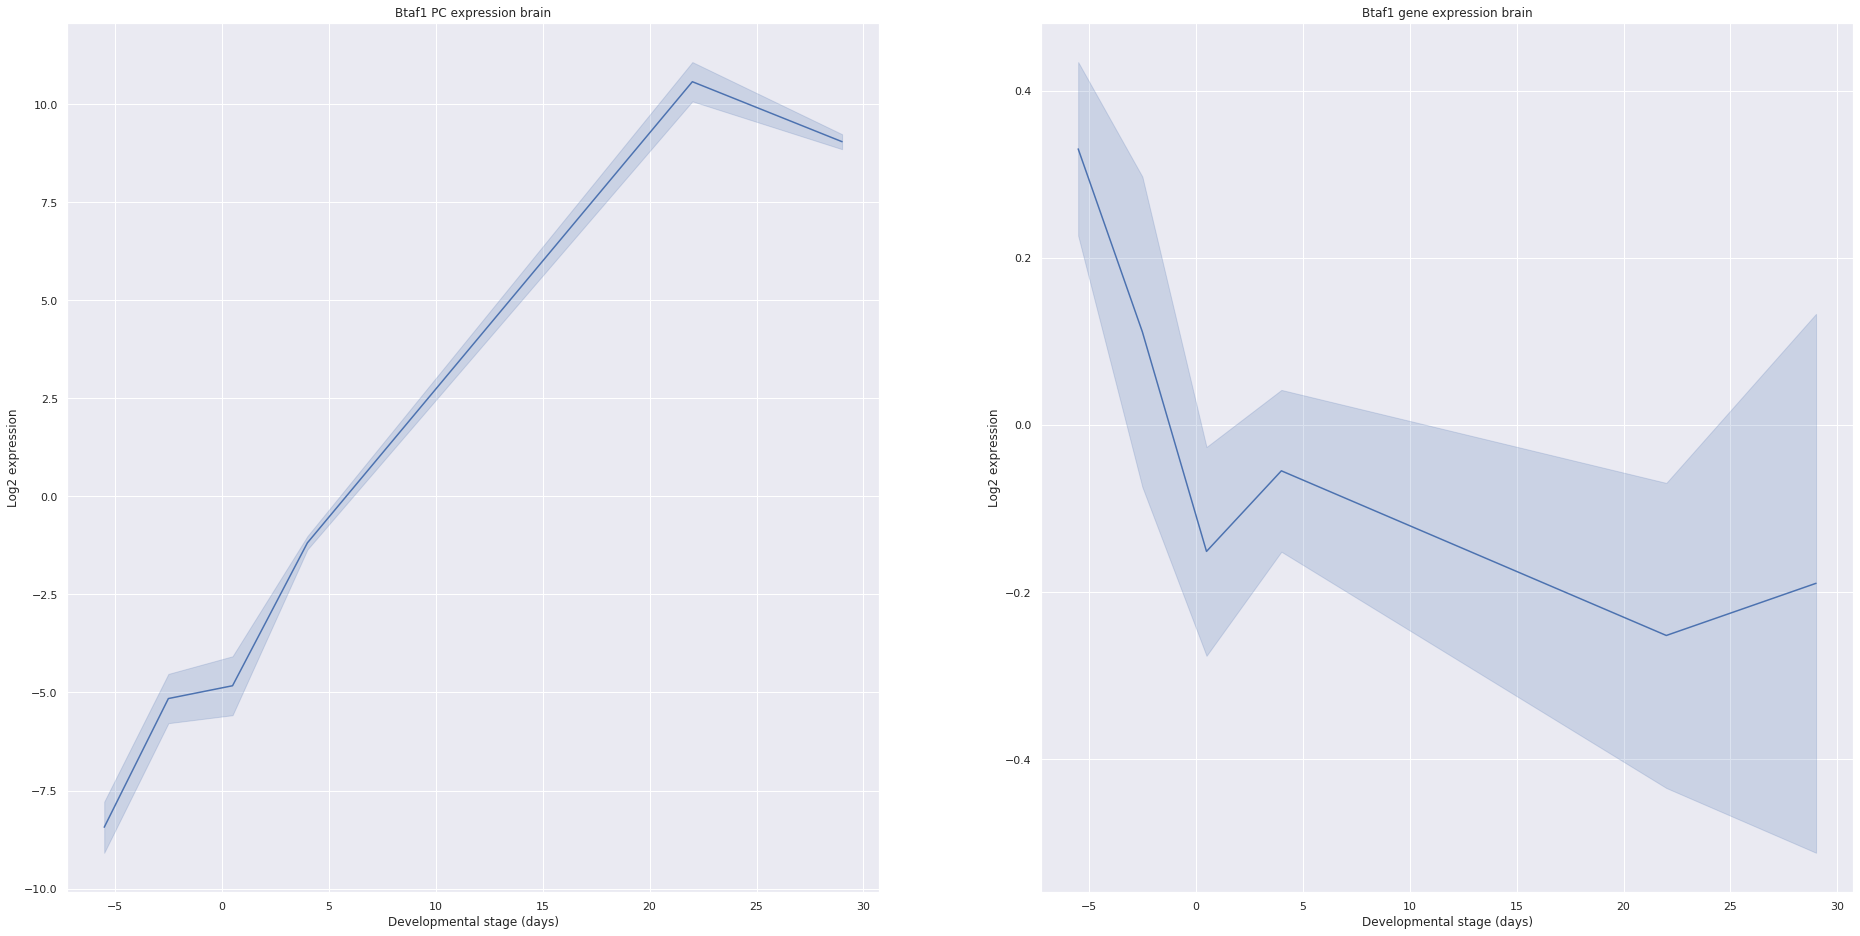 Btaf1 PC expression brain
10.0
7.5
5.0
2.5
0.0
−2.5
−5.0
−7.5
−10.0
Log2 expression
−5 0 5 10 15 20 25 30
Developmental stage (days)
Btaf1 gene expression brain
0.4
0.2
0.0
−0.2
−0.4
Log2 expression
−5 0 5 10 15 20 25 30
Developmental stage (days)